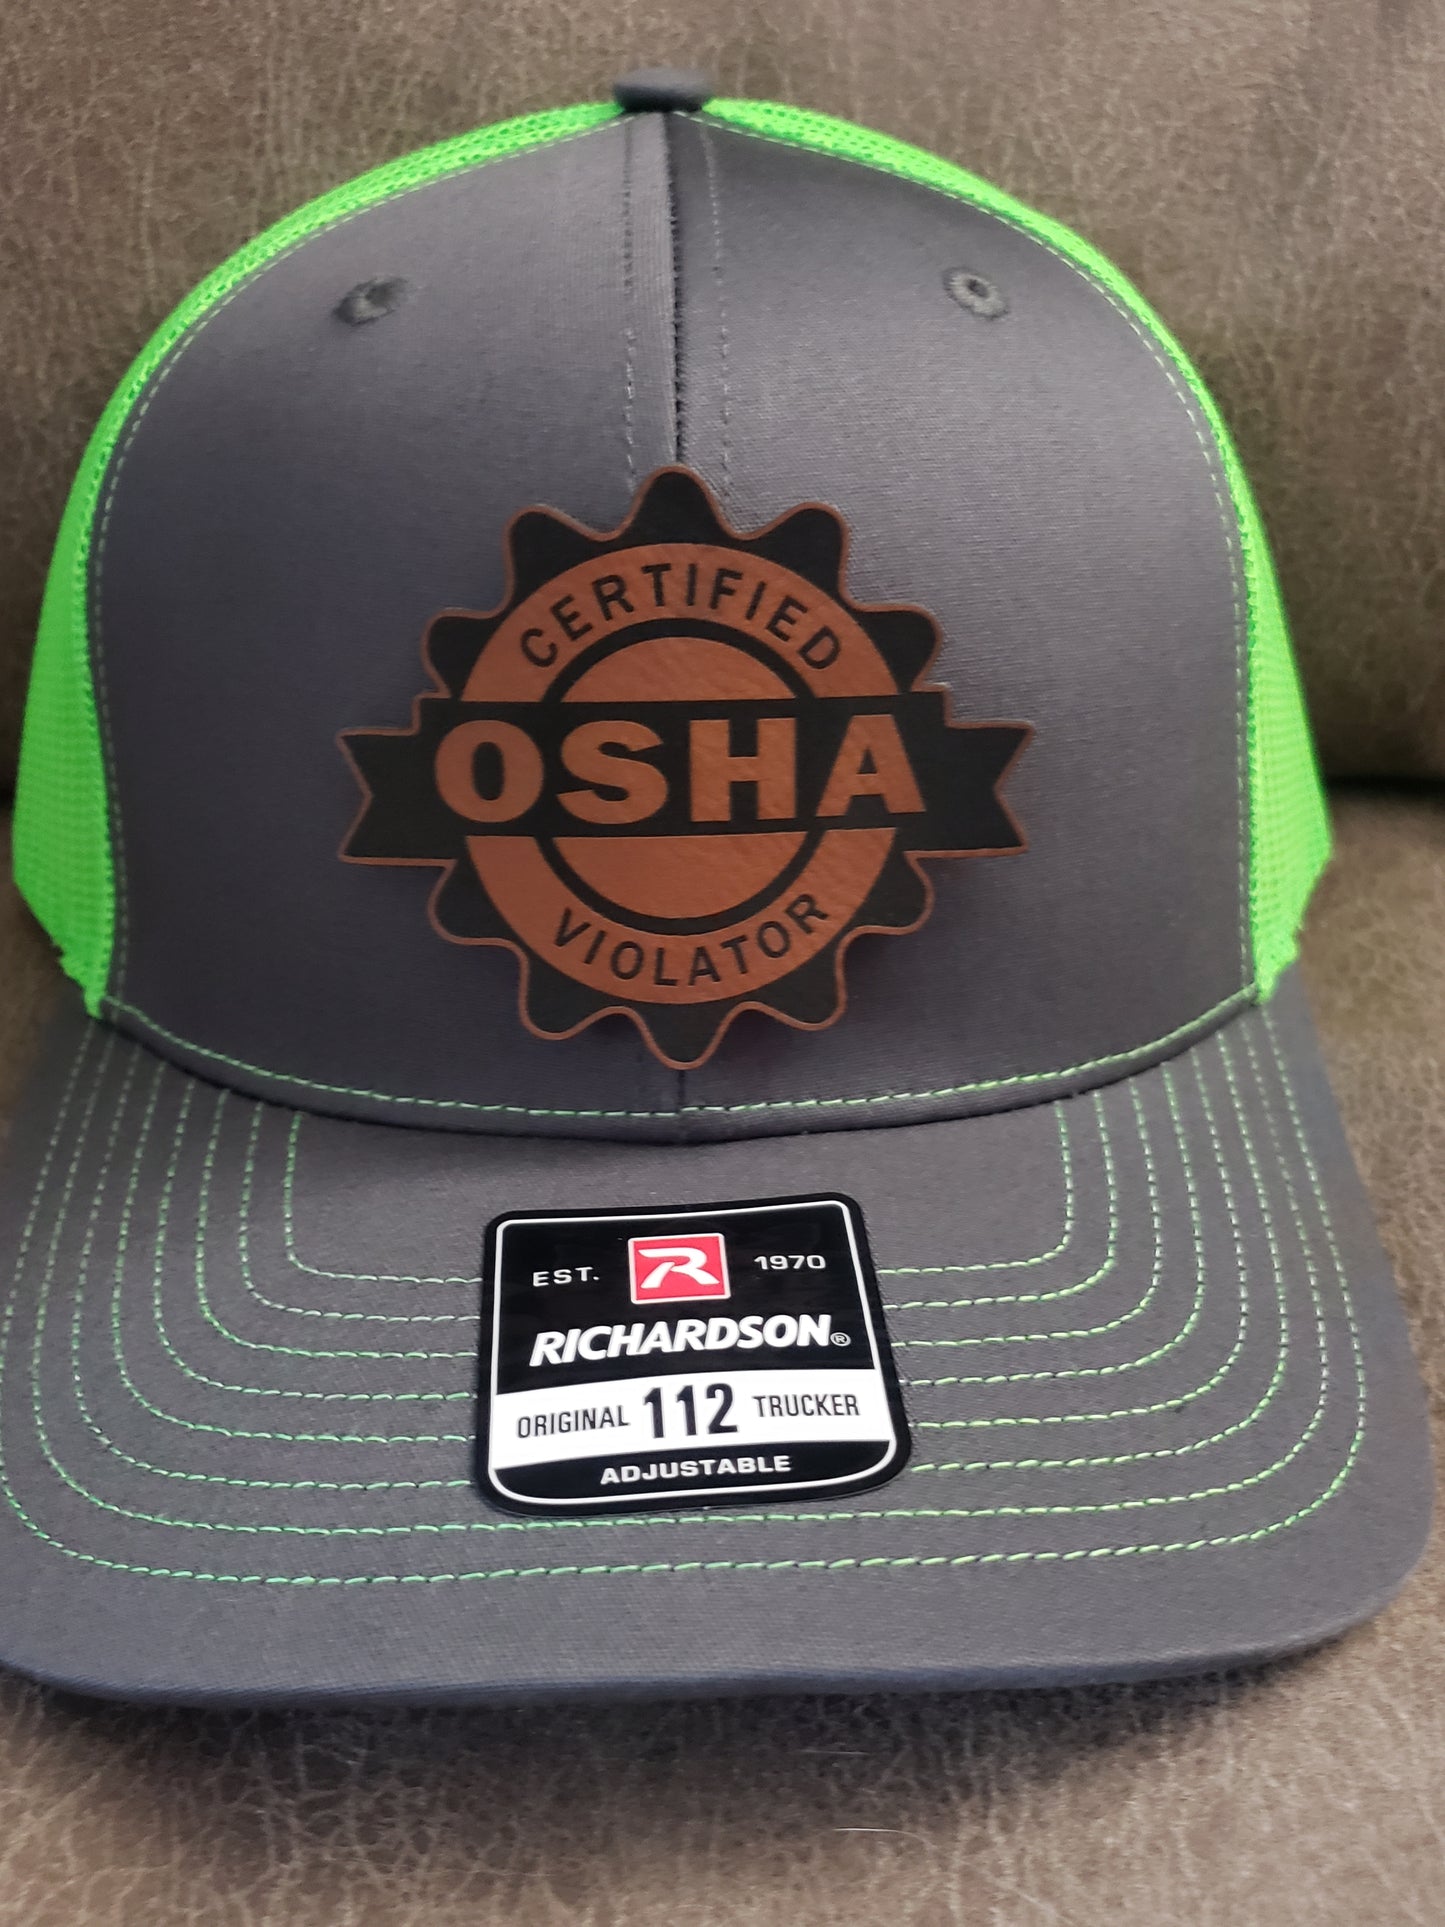 CERTIFIED
OSHA
VIOLATOR
EST. R 1970
RICHARDSON®
ORIGINAL 112 TRUCKER
ADJUSTABLE